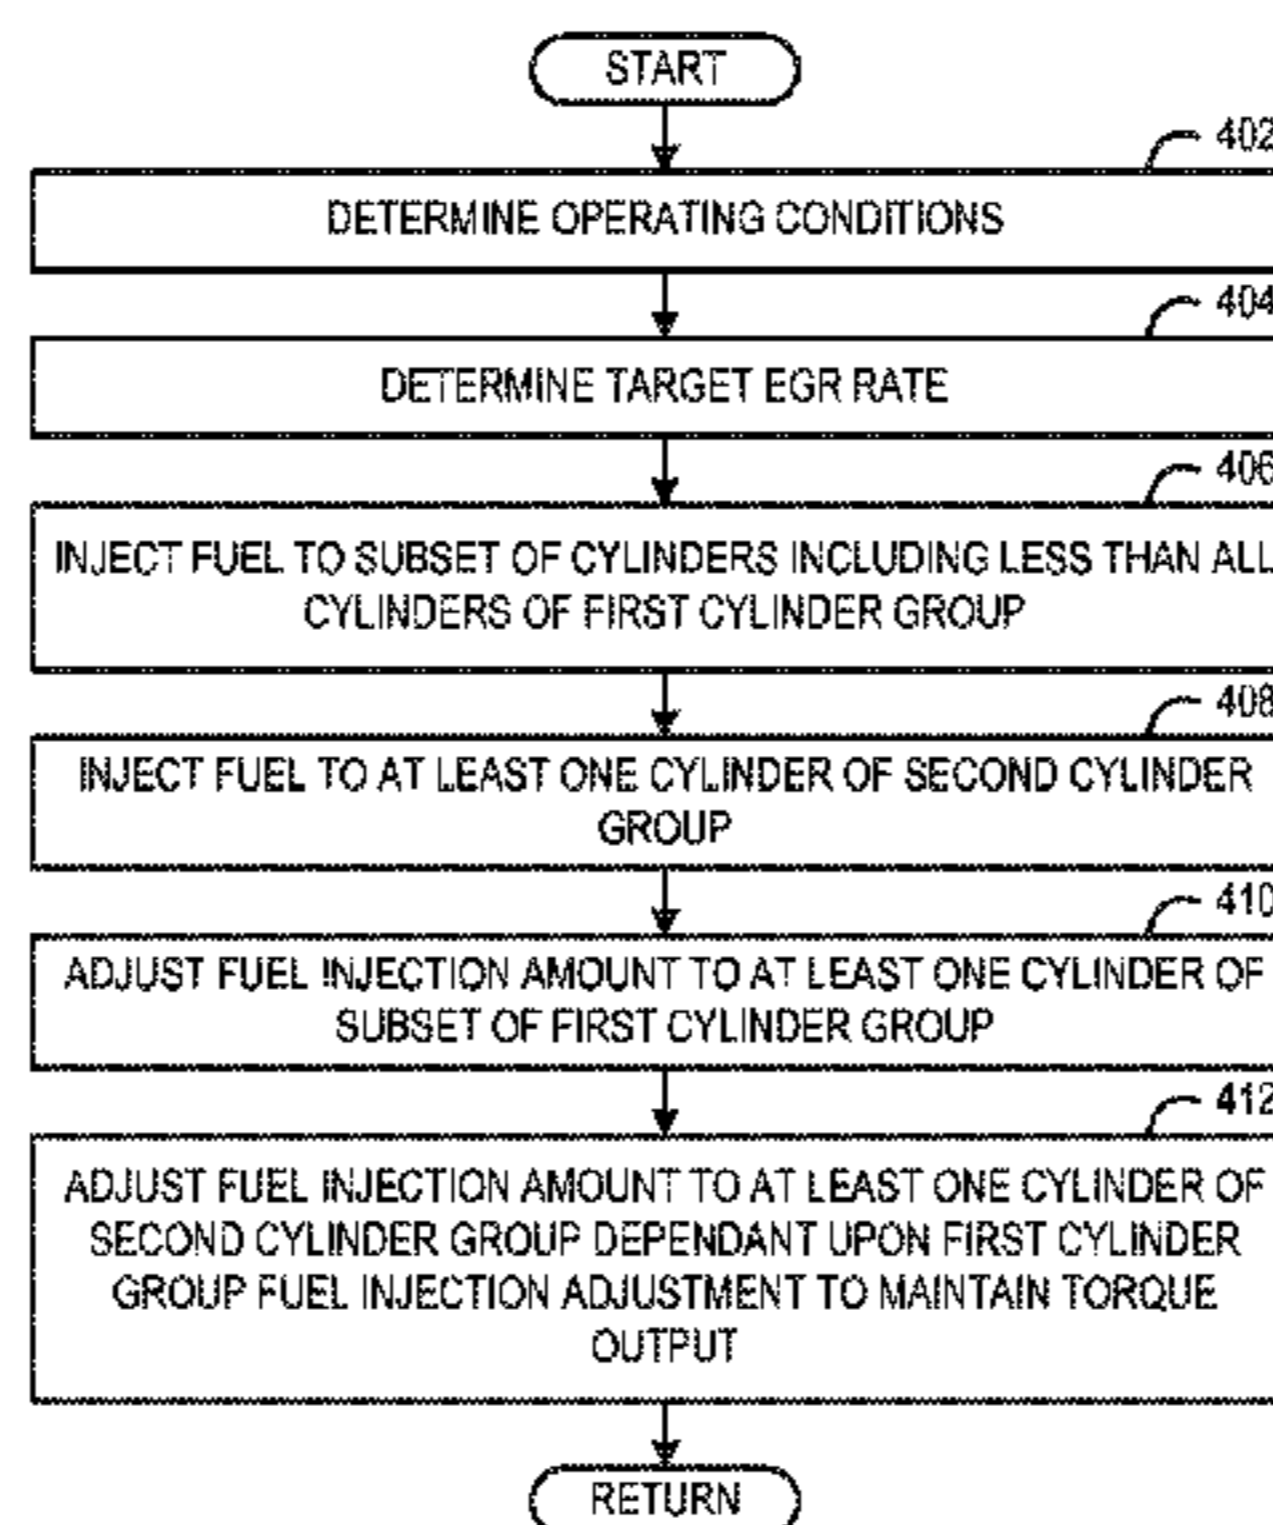 START
402
DETERMINE OPERATING CONDITIONS
404
DETERMINE TARGET EGR RATE
406
INJECT FUEL TO SUBSET OF CYLINDERS INCLUDING LESS THAN ALL
CYLINDERS OF FIRST CYLINDER GROUP
408
INJECT FUEL TO AT LEAST ONE CYLINDER OF SECOND CYLINDER
GROUP
410
ADJUST FUEL INJECTION AMOUNT TO AT LEAST ONE CYLINDER OF
SUBSET OF FIRST CYLINDER GROUP
412
ADJUST FUEL INJECTION AMOUNT TO AT LEAST ONE CYLINDER OF
SECOND CYLINDER GROUP DEPENDANT UPON FIRST CYLINDER
GROUP FUEL INJECTION ADJUSTMENT TO MAINTAIN TORQUE
OUTPUT
RETURN